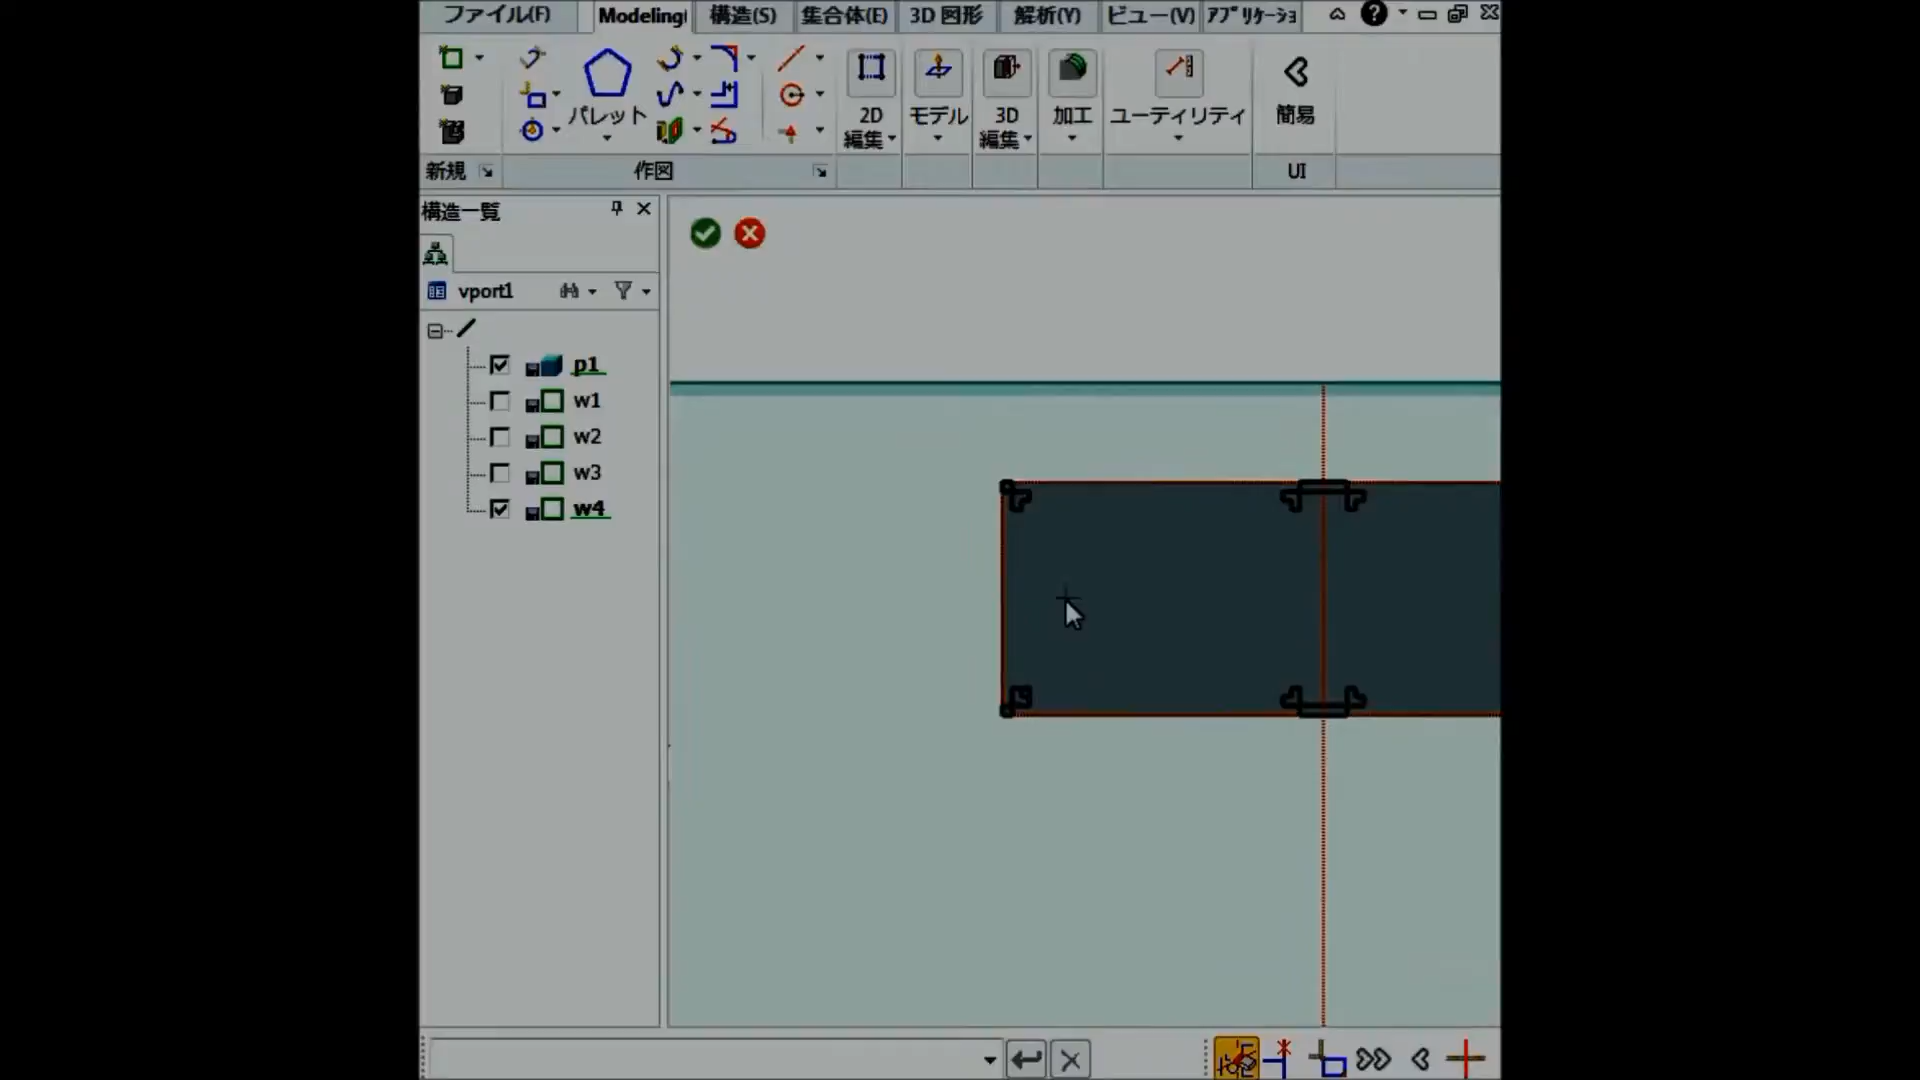 ファイル(F) Modeling( 構造(S) 集合体(E) 3D 図形 解析(Y) ビュー(V) ｱﾌﾟﾘｹｰｼｮ
パレット
2D
編集
モデル
3D
編集
加工
ユーティリティ
簡易
新規 作図 UI
構造一覧
vport1
p1
w1
w2
w3
w4